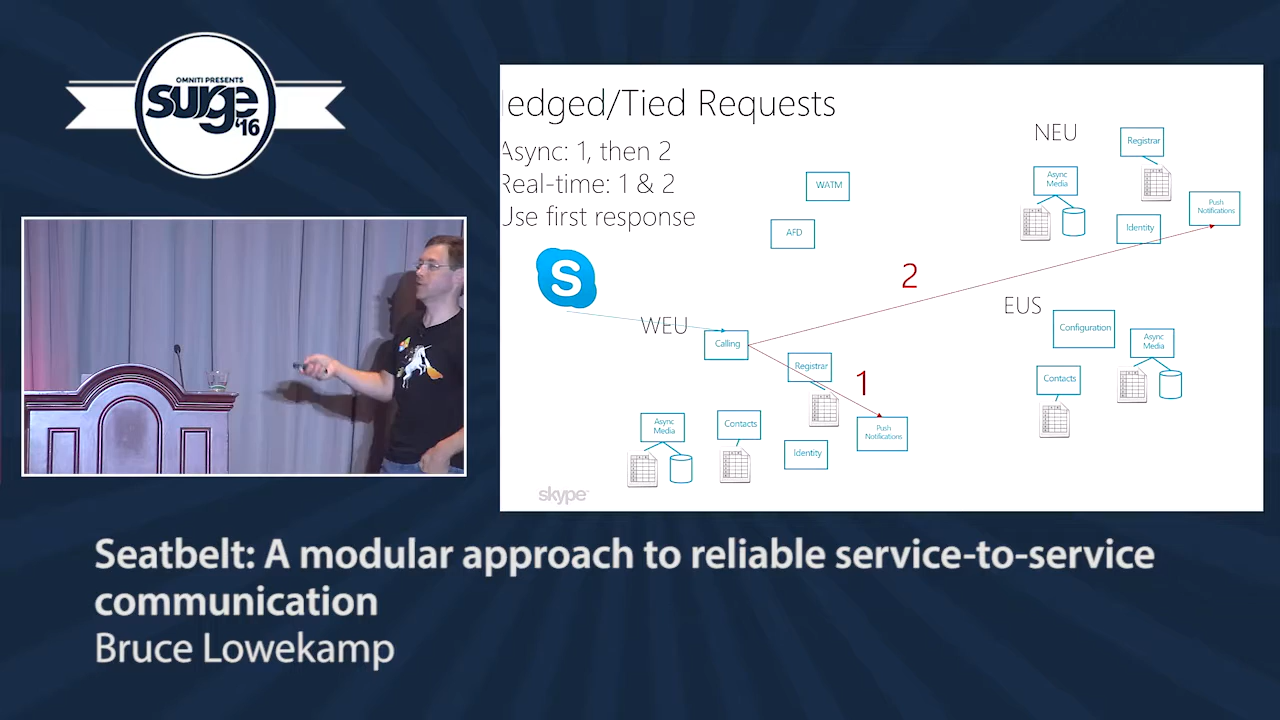 OMNITI PRESENTS
surge
'16
ledged/Tied Requests
Async: 1, then 2
Real-time: 1 & 2
Use first response
WATM
AFD
NEU
Registrar
Async
Media
Push
Notifications
Identity
2
S
WEU
Calling
Registrar
1
EUS
Configuration
Async
Media
Contacts
Async
Media
Contacts
Identity
Push
Notifications
skype
Seatbelt: A modular approach to reliable service-to-service
communication
Bruce Lowekamp